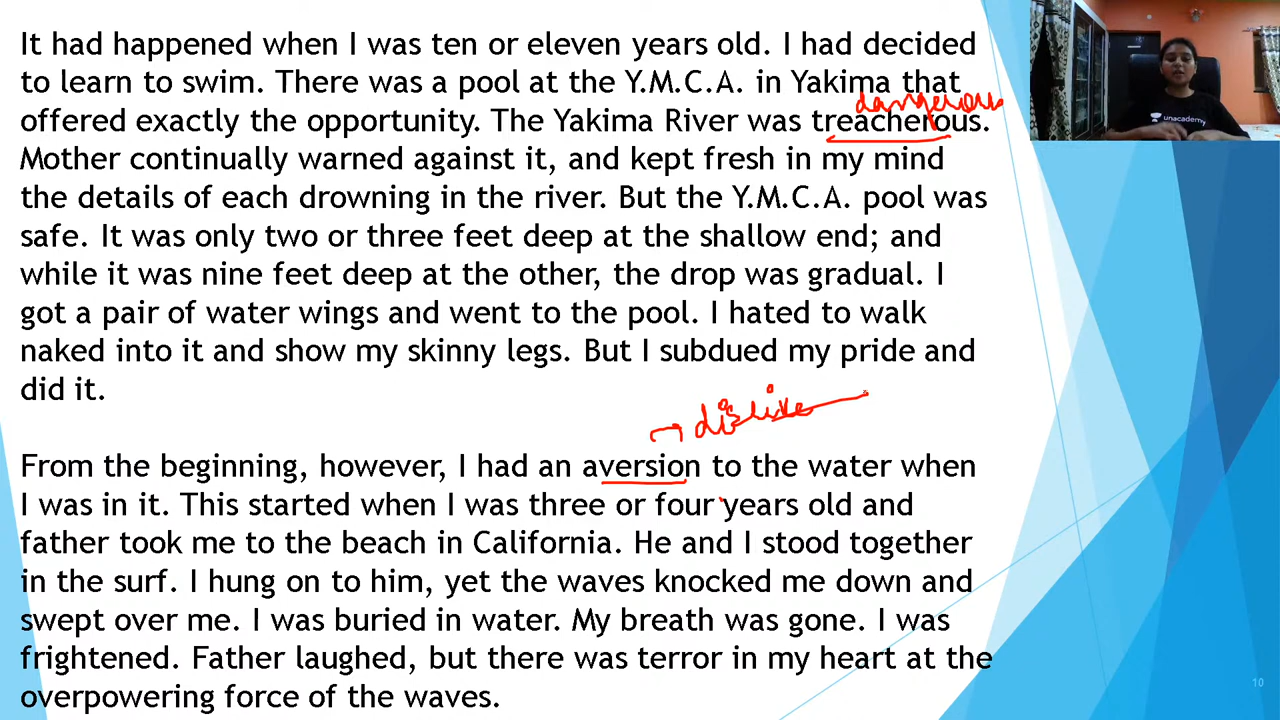 It had happened when I was ten or eleven years old. I had decided
to learn to swim. There was a pool at the Y.M.C.A. in Yakima that
dangerous
offered exactly the opportunity. The Yakima River was treacherous.
Mother continually warned against it, and kept fresh in my mind
the details of each drowning in the river. But the Y.M.C.A. pool was
safe. It was only two or three feet deep at the shallow end; and
while it was nine feet deep at the other, the drop was gradual. I
got a pair of water wings and went to the pool. I hated to walk
naked into it and show my skinny legs. But I subdued my pride and
did it.
dislike
From the beginning, however, I had an aversion to the water when
I was in it. This started when I was three or four years old and
father took me to the beach in California. He and I stood together
in the surf. I hung on to him, yet the waves knocked me down and
swept over me. I was buried in water. My breath was gone. I was
frightened. Father laughed, but there was terror in my heart at the
overpowering force of the waves.
unacademy
10